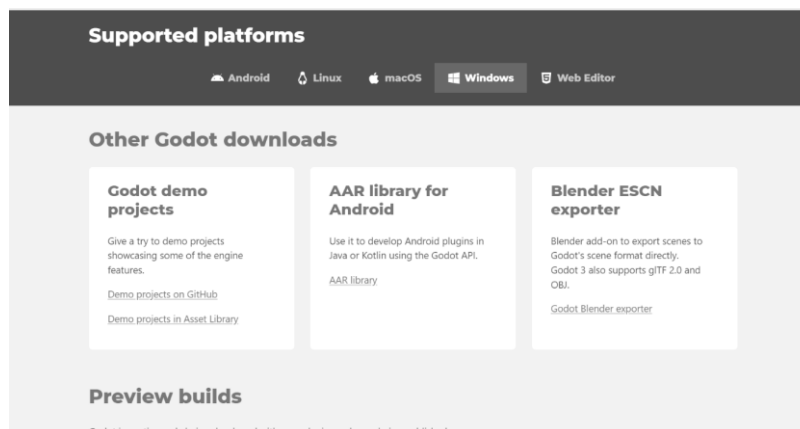 Supported platforms
Android Linux macOS Windows Web Editor
Other Godot downloads
Godot demo
projects
Give a try to demo projects
showcasing some of the engine
features.
Demo projects on GitHub
Demo projects in Asset Library
AAR library for
Android
Use it to develop Android plugins in
Java or Kotlin using the Godot API.
AAR library
Blender ESCN
exporter
Blender add-on to export scenes to
Godot's scene format directly.
Godot 3 also supports glTF 2.0 and
OBJ.
Godot Blender exporter
Preview builds